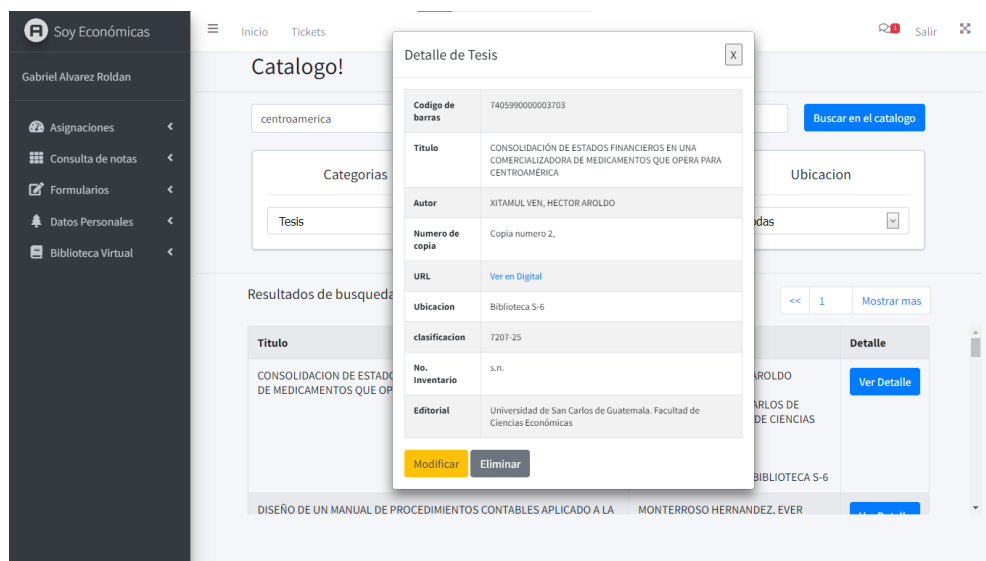 Soy Económicas
Inicio Tickets
1
Salir
Gabriel Alvarez Roldan
Asignaciones
Consulta de notas
Formularios
Datos Personales
Biblioteca Virtual
Catalogo!
centroamerica
Buscar en el catalogo
Categorias
Ubicacion
Tesis
Resultados de busqueda
<< 1 Mostrar mas
Titulo
Detalle
CONSOLIDACION DE ESTADO
DE MEDICAMENTOS QUE OP
AROLDO
ARLOS DE
DE CIENCIAS
BIBLIOTECA S-6
Ver Detalle
DISEÑO DE UN MANUAL DE PROCEDIMIENTOS CONTABLES APLICADO A LA
MONTERROSO HERNANDEZ, EVER
Ver Detalle
Detalle de Tesis
X
Codigo de
barras
7405990000003703
Titulo
CONSOLIDACIÓN DE ESTADOS FINANCIEROS EN UNA
COMERCIALIZADORA DE MEDICAMENTOS QUE OPERA PARA
CENTROAMÉRICA
Autor
XITAMUL VEN, HECTOR AROLDO
Numero de
copia
Copia numero 2,
URL
Ver en Digital
Ubicacion
Biblioteca S-6
clasificacion
7207-25
No.
Inventario
s.n.
Editorial
Universidad de San Carlos de Guatemala. Facultad de
Ciencias Económicas
Modificar
Eliminar